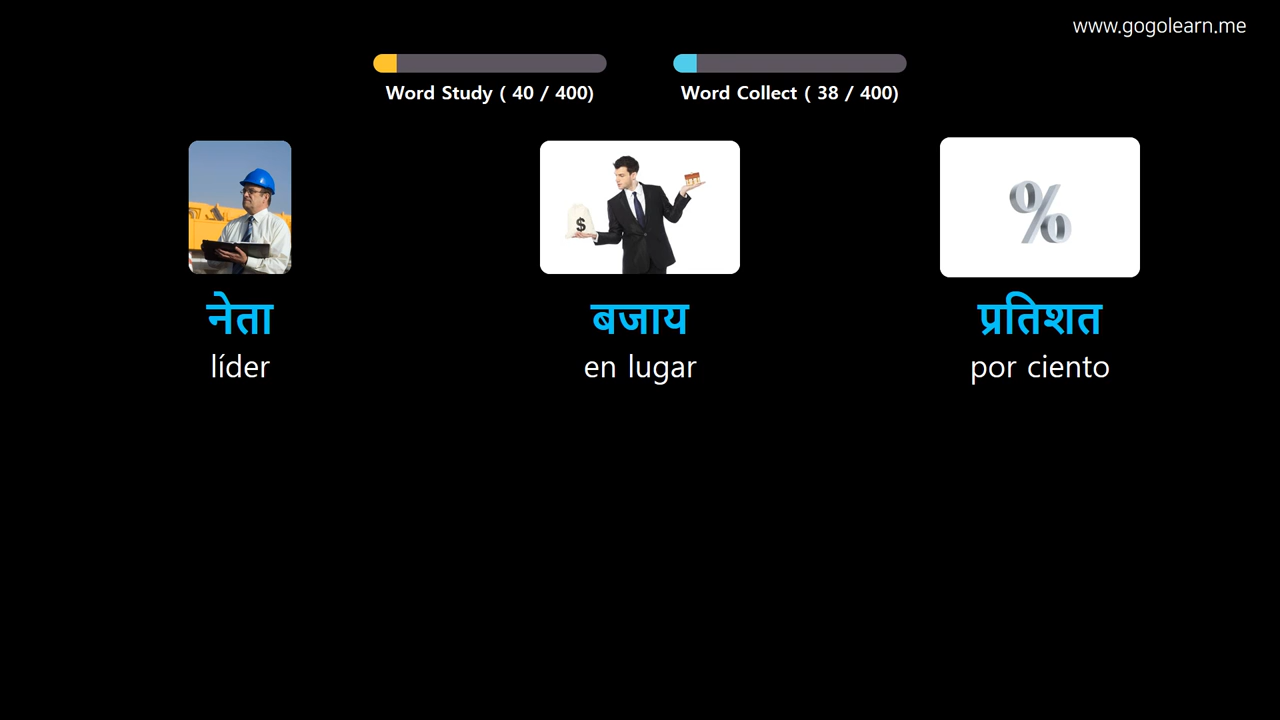 www.gogolearn.me
Word Study ( 40 / 400)
Word Collect ( 38 / 400)
$
%
नेता
बजाय
प्रतिशत
líder
en lugar
por ciento